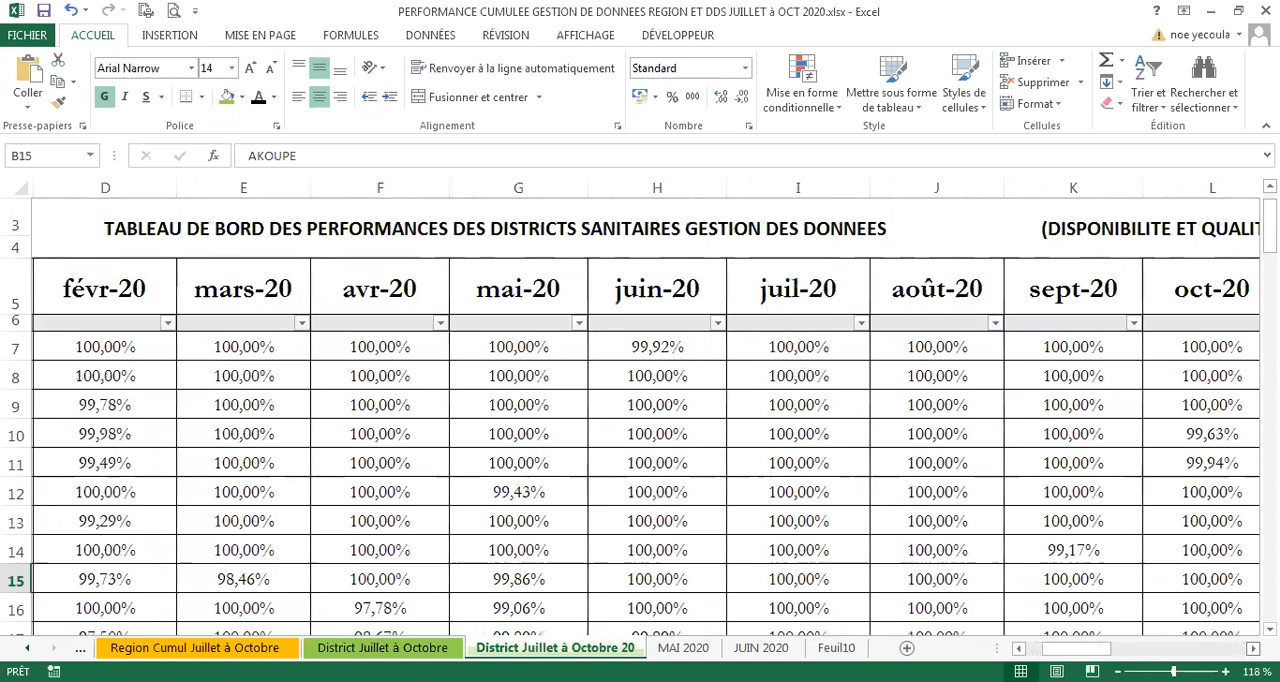 PERFORMANCE CUMULEE GESTION DE DONNEES REGION ET DDS JUILLET à OCT 2020.xlsx - Excel
FICHIER ACCUEIL INSERTION MISE EN PAGE FORMULES DONNÉES RÉVISION AFFICHAGE DÉVELOPPEUR noe yecoula
Coller Arial Narrow 14 Renvoyer à la ligne automatiquement Standard Mise en forme conditionnelle Mettre sous forme de tableau Styles de cellules Insérer Trier et filtrer Rechercher et sélectionner
G I S Fusionner et centrer % 000 Supprimer
Format
Presse-papiers Police Alignement Nombre Style Cellules Édition
B15 fx AKOUPE
D E F G H I J K L
3 TABLEAU DE BORD DES PERFORMANCES DES DISTRICTS SANITAIRES GESTION DES DONNEES (DISPONIBILITE ET QUALIT
4
5 févr-20 mars-20 avr-20 mai-20 juin-20 juil-20 août-20 sept-20 oct-20
6
7 100,00% 100,00% 100,00% 100,00% 99,92% 100,00% 100,00% 100,00% 100,00%
8 100,00% 100,00% 100,00% 100,00% 100,00% 100,00% 100,00% 100,00% 100,00%
9 99,78% 100,00% 100,00% 100,00% 100,00% 100,00% 100,00% 100,00% 100,00%
10 99,98% 100,00% 100,00% 100,00% 100,00% 100,00% 100,00% 100,00% 99,63%
11 99,49% 100,00% 100,00% 100,00% 100,00% 100,00% 100,00% 100,00% 99,94%
12 100,00% 100,00% 100,00% 99,43% 100,00% 100,00% 100,00% 100,00% 100,00%
13 99,29% 100,00% 100,00% 100,00% 100,00% 100,00% 100,00% 100,00% 100,00%
14 100,00% 100,00% 100,00% 100,00% 100,00% 100,00% 100,00% 99,17% 100,00%
15 99,73% 98,46% 100,00% 99,86% 100,00% 100,00% 100,00% 100,00% 100,00%
16 100,00% 100,00% 97,78% 99,06% 100,00% 100,00% 100,00% 100,00% 100,00%
... Region Cumul Juillet à Octobre District Juillet à Octobre District Juillet à Octobre 20 MAI 2020 JUIN 2020 Feuil10
PRÊT 118 %